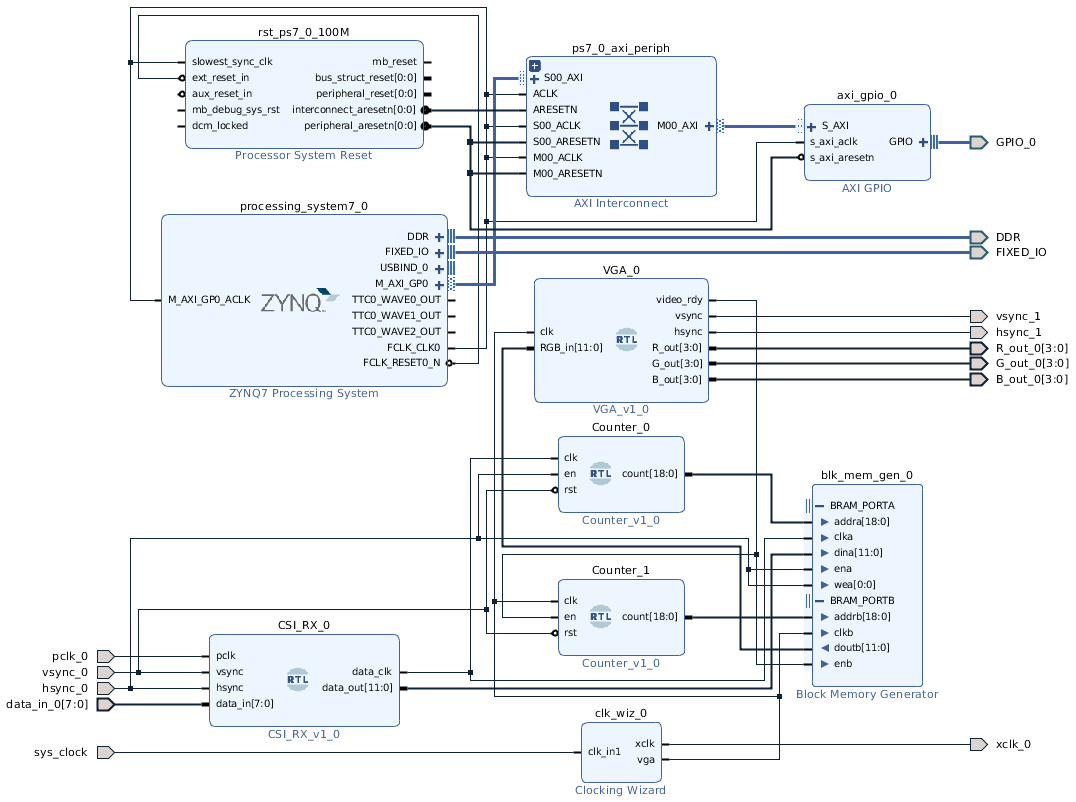 rst_ps7_0_100M
slowest_sync_clk
ext_reset_in
aux_reset_in
mb_debug_sys_rst
dcm_locked
mb_reset
bus_struct_reset[0:0]
peripheral_reset[0:0]
interconnect_aresetn[0:0]
peripheral_aresetn[0:0]
Processor System Reset
ps7_0_axi_periph
S00_AXI
ACLK
ARESETN
S00_ACLK
S00_ARESETN
M00_ACLK
M00_ARESETN
M00_AXI
AXI Interconnect
axi_gpio_0
S_AXI
s_axi_aclk
s_axi_aresetn
GPIO
AXI GPIO
GPIO_0
processing_system7_0
M_AXI_GP0_ACLK
ZYNQ
DDR
FIXED_IO
USBIND_0
M_AXI_GP0
TTC0_WAVE0_OUT
TTC0_WAVE1_OUT
TTC0_WAVE2_OUT
FCLK_CLK0
FCLK_RESET0_N
ZYNQ7 Processing System
DDR
FIXED_IO
VGA_0
clk
RGB_in[11:0]
RTL
video_rdy
vsync
hsync
R_out[3:0]
G_out[3:0]
B_out[3:0]
VGA_v1_0
vsync_1
hsync_1
R_out_0[3:0]
G_out_0[3:0]
B_out_0[3:0]
Counter_0
clk
en
rst
RTL
count[18:0]
Counter_v1_0
blk_mem_gen_0
BRAM_PORTA
addra[18:0]
clka
dina[11:0]
ena
wea[0:0]
BRAM_PORTB
addrb[18:0]
clkb
doutb[11:0]
enb
Block Memory Generator
Counter_1
clk
en
rst
RTL
count[18:0]
Counter_v1_0
pclk_0
vsync_0
hsync_0
data_in_0[7:0]
CSI_RX_0
pclk
vsync
hsync
data_in[7:0]
RTL
data_clk
data_out[11:0]
CSI_RX_v1_0
sys_clock
clk_wiz_0
clk_in1
xclk
vga
Clocking Wizard
xclk_0